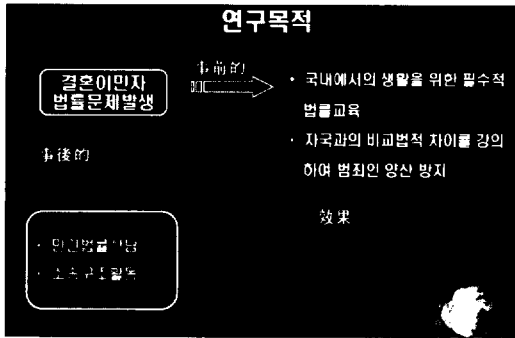 연구목적
결혼이민자
법률문제발생
事前的
· 국내에서의 생활을 위한 필수적
법률교육
· 자국과의 비교법적 차이를 강의
하여 범죄인 양산 방지
事後的
效果
·
·